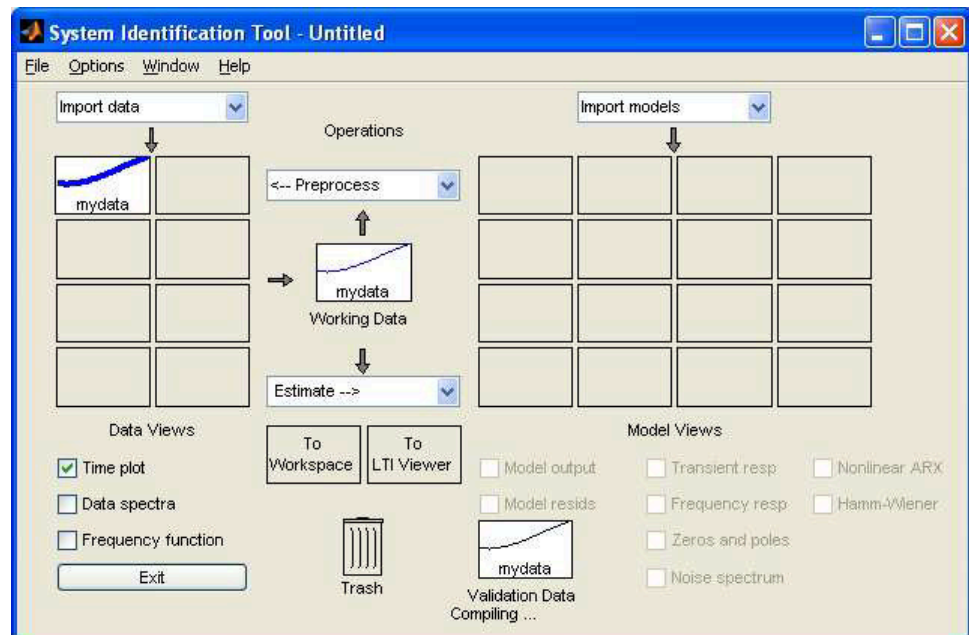 System Identification Tool - Untitled
File Options Window Help
Import data
Import models
Operations
<-- Preprocess
mydata
mydata
Working Data
Estimate -->
Data Views
Model Views
To
Workspace
To
LTI Viewer
Time plot
Data spectra
Frequency function
Exit
Trash
Model output
Transient resp
Nonlinear ARX
Model resids
Frequency resp
Hamm-Wiener
Zeros and poles
Noise spectrum
mydata
Validation Data
Compiling ...